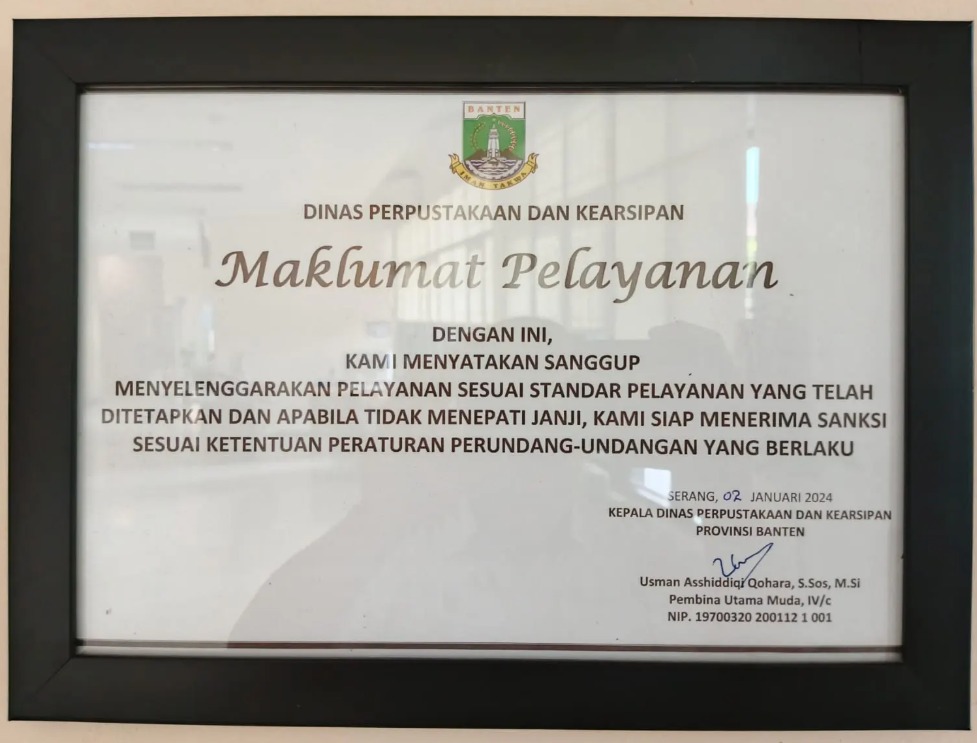 BANTEN
IMAN TAKWA
DINAS PERPUSTAKAAN DAN KEARSIPAN
Maklumat Pelayanan
DENGAN INI,
KAMI MENYATAKAN SANGGUP
MENYELENGGARAKAN PELAYANAN SESUAI STANDAR PELAYANAN YANG TELAH
DITETAPKAN DAN APABILA TIDAK MENEPATI JANJI, KAMI SIAP MENERIMA SANKSI
SESUAI KETENTUAN PERATURAN PERUNDANG-UNDANGAN YANG BERLAKU
SERANG, 02 JANUARI 2024
KEPALA DINAS PERPUSTAKAAN DAN KEARSIPAN
PROVINSI BANTEN
Usman Asshiddiqi Qohara, S.Sos, M.Si
Pembina Utama Muda, IV/c
NIP. 19700320 200112 1 001